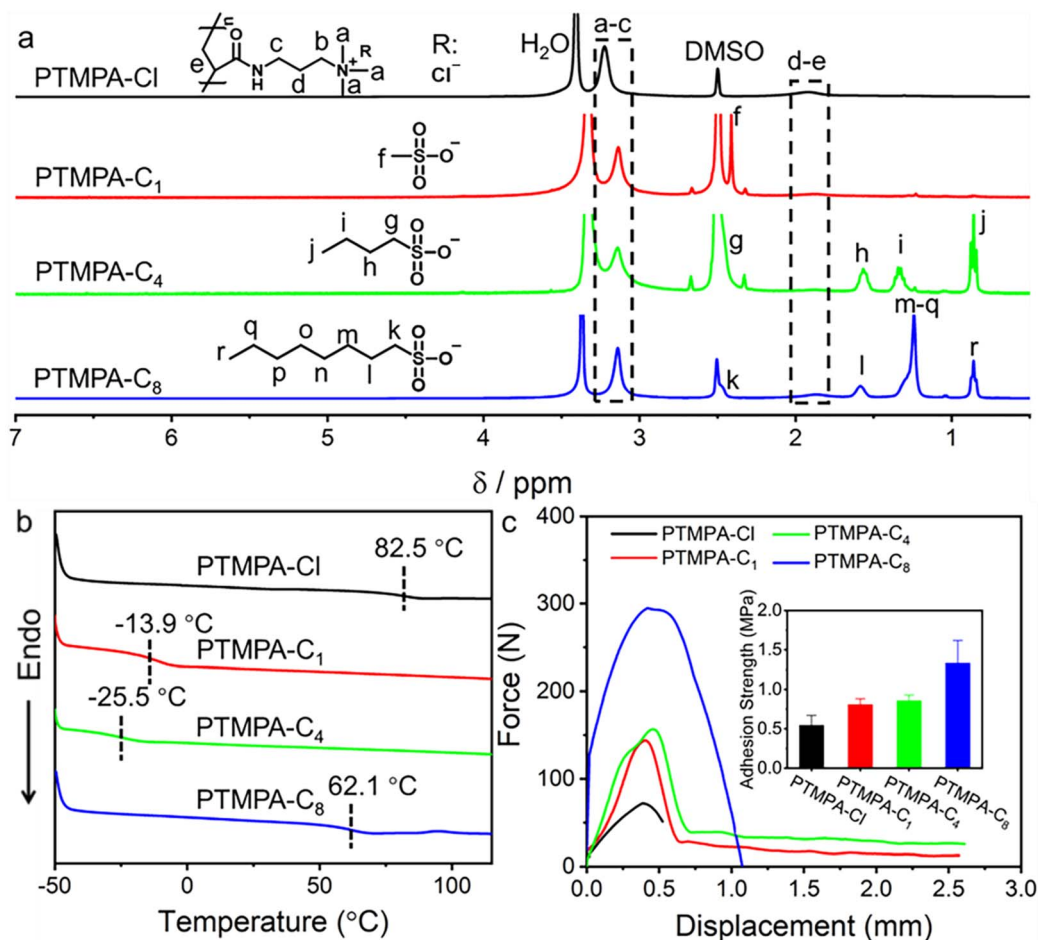 a
n
O
e
N
H
c
d
b
a
N+
R
a
a
R:
Cl−
PTMPA-Cl
H2O
a-c
DMSO
d-e
PTMPA-C1
f
O
S
O
O−
f
PTMPA-C4
j
i
h
g
O
S
O
O−
g
h
i
j
PTMPA-C8
r
q
p
o
n
m
l
k
O
S
O
O−
k
l
m-q
r
7 6 5 4 3 2 1
δ / ppm
b
Endo
PTMPA-Cl
82.5 °C
PTMPA-C1
-13.9 °C
PTMPA-C4
-25.5 °C
PTMPA-C8
62.1 °C
-50 0 50 100
Temperature (°C)
c
Force (N)
400
300
200
100
0
PTMPA-Cl
PTMPA-C4
PTMPA-C1
PTMPA-C8
Adhesion Strength (MPa)
2.0
1.5
1.0
0.5
0.0
PTMPA-Cl
PTMPA-C1
PTMPA-C4
PTMPA-C8
0.0 0.5 1.0 1.5 2.0 2.5 3.0
Displacement (mm)